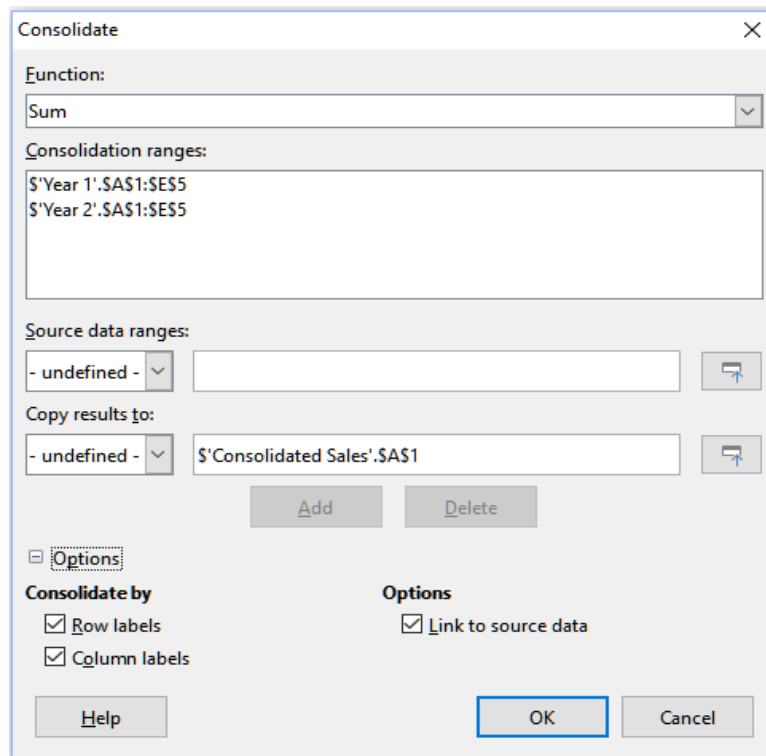 Consolidate
Function:
Sum
Consolidation ranges:
$'Year 1'.$A$1:$E$5
$'Year 2'.$A$1:$E$5
Source data ranges:
- undefined -
Copy results to:
- undefined - $'Consolidated Sales'.$A$1
Add Delete
Options
Consolidate by Options
Row labels Link to source data
Column labels
Help OK Cancel